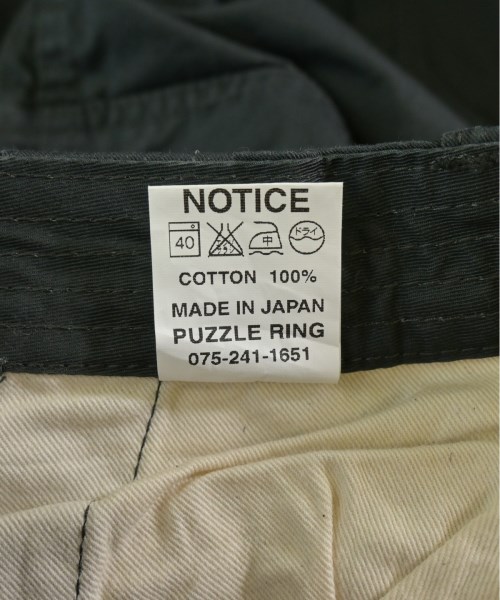 NOTICE
40 中 ドライ
COTTON 100%
MADE IN JAPAN
PUZZLE RING
075-241-1651